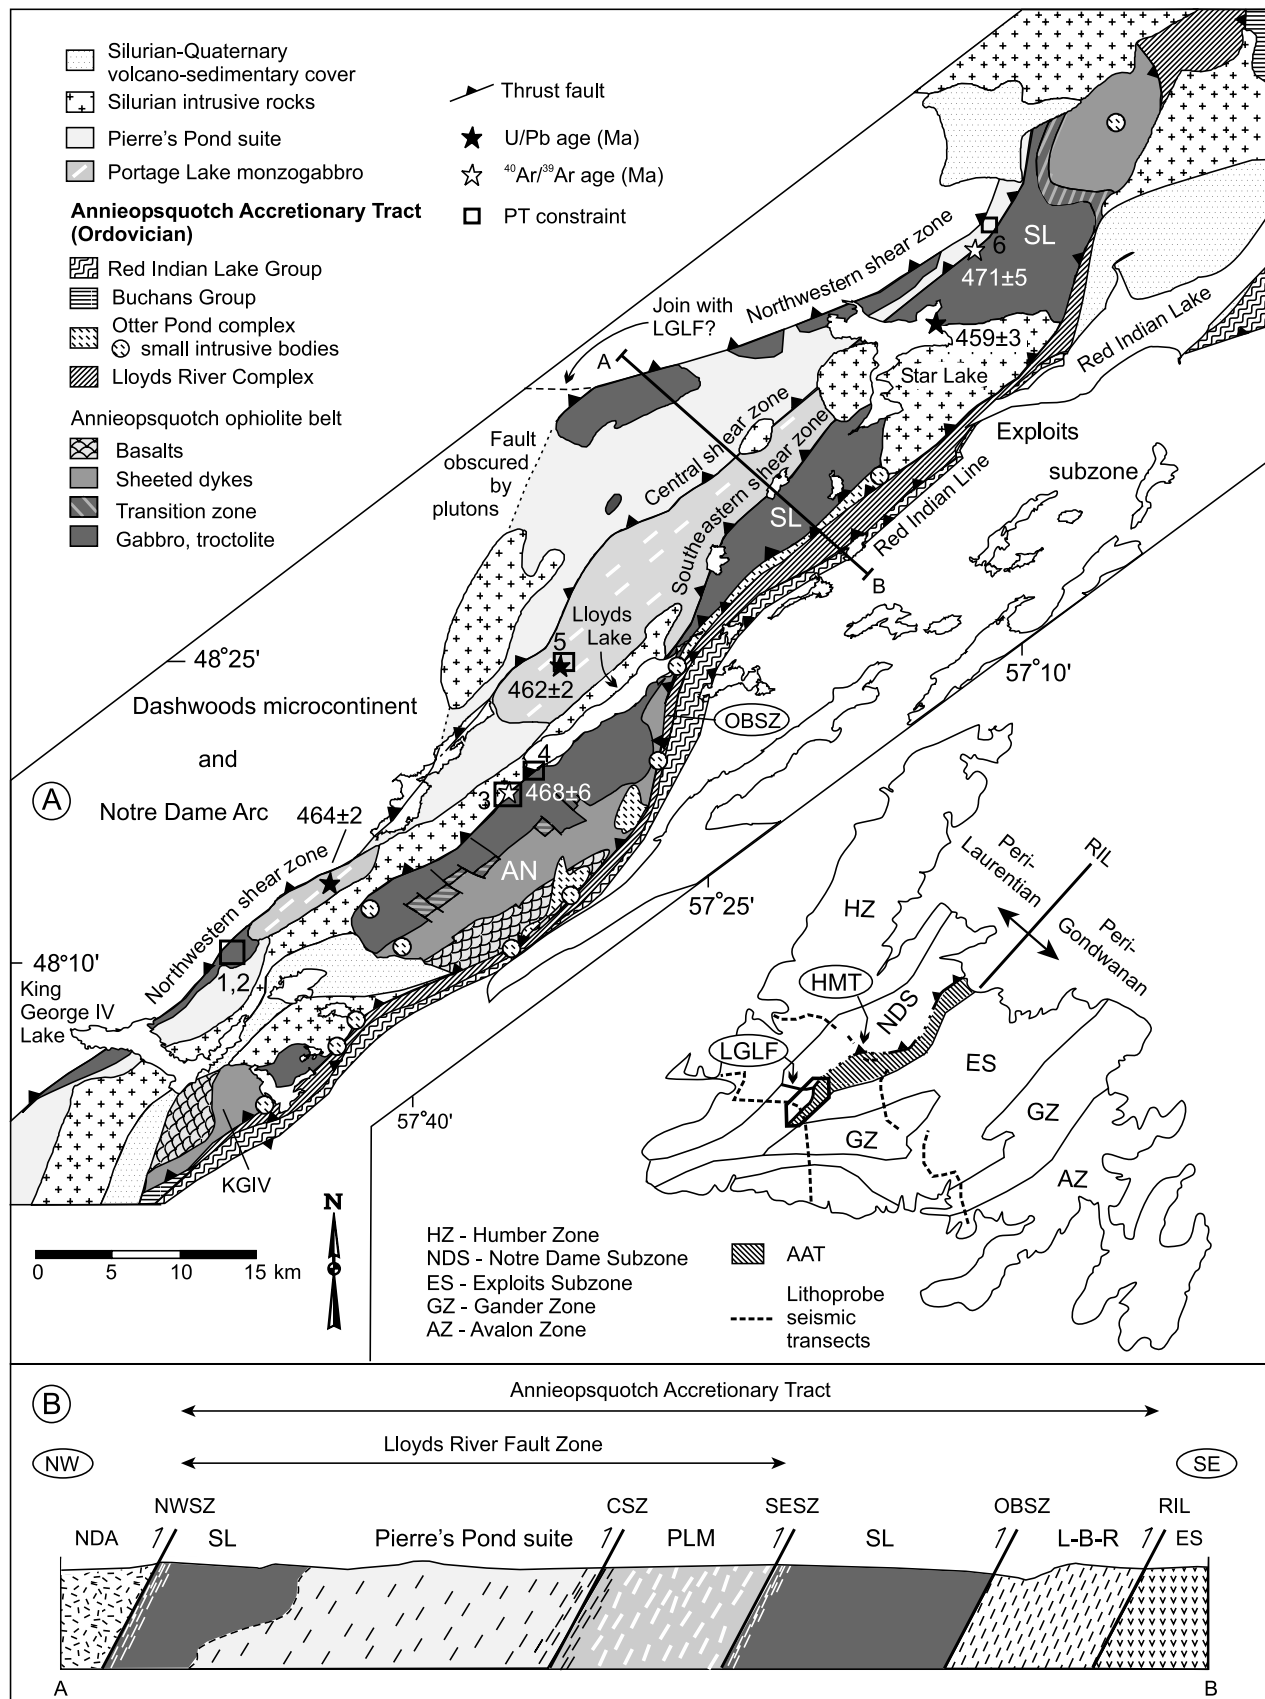 Silurian-Quaternary
volcano-sedimentary cover
Silurian intrusive rocks
Pierre's Pond suite
Portage Lake monzogabbro
Annieopsquotch Accretionary Tract
(Ordovician)
Red Indian Lake Group
Buchans Group
Otter Pond complex
small intrusive bodies
Lloyds River Complex
Annieopsquotch ophiolite belt
Basalts
Sheeted dykes
Transition zone
Gabbro, troctolite
Thrust fault
U/Pb age (Ma)
40Ar/39Ar age (Ma)
PT constraint
Northwestern shear zone
Join with
LGLF?
A
SL
6
471±5
459±3
Star Lake
Red Indian Lake
Central shear zone
Southeastern shear zone
Fault
obscured
by
plutons
SL
Red Indian Line
B
Exploits
subzone
Lloyds
Lake
5
462±2
OBSZ
48°25'
57°10'
Dashwoods microcontinent
and
Notre Dame Arc
A
4
3
468±6
464±2
AN
Northwestern shear zone
1,2
48°10'
57°25'
King
George IV
Lake
57°40'
KGIV
N
0 5 10 15 km
Peri-
Laurentian
RIL
Peri-
Gondwanan
HZ
HMT
NDS
LGLF
ES
GZ
GZ
AZ
HZ - Humber Zone
NDS - Notre Dame Subzone
ES - Exploits Subzone
GZ - Gander Zone
AZ - Avalon Zone
AAT
Lithoprobe
seismic
transects
B
Annieopsquotch Accretionary Tract
Lloyds River Fault Zone
NW
SE
NWSZ CSZ SESZ OBSZ RIL
NDA SL Pierre's Pond suite PLM SL L-B-R ES
A B